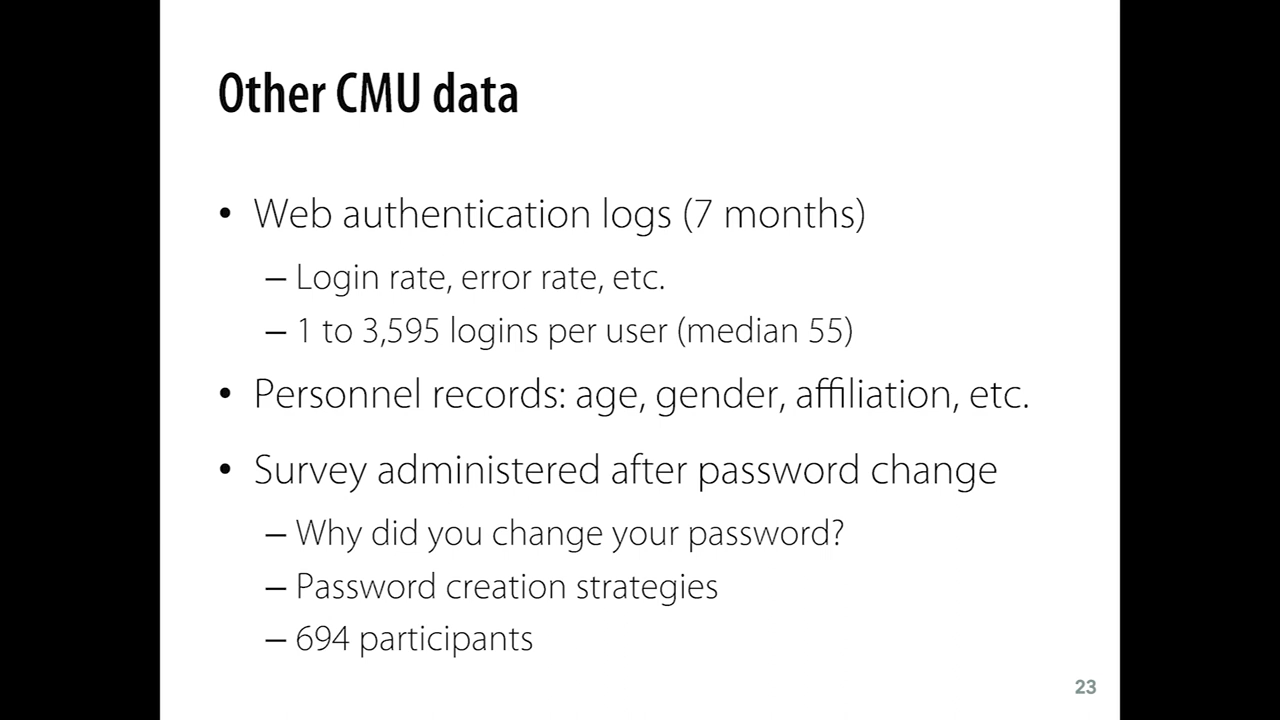 Other CMU data
• Web authentication logs (7 months)
– Login rate, error rate, etc.
– 1 to 3,595 logins per user (median 55)
• Personnel records: age, gender, affiliation, etc.
• Survey administered after password change
– Why did you change your password?
– Password creation strategies
– 694 participants
23